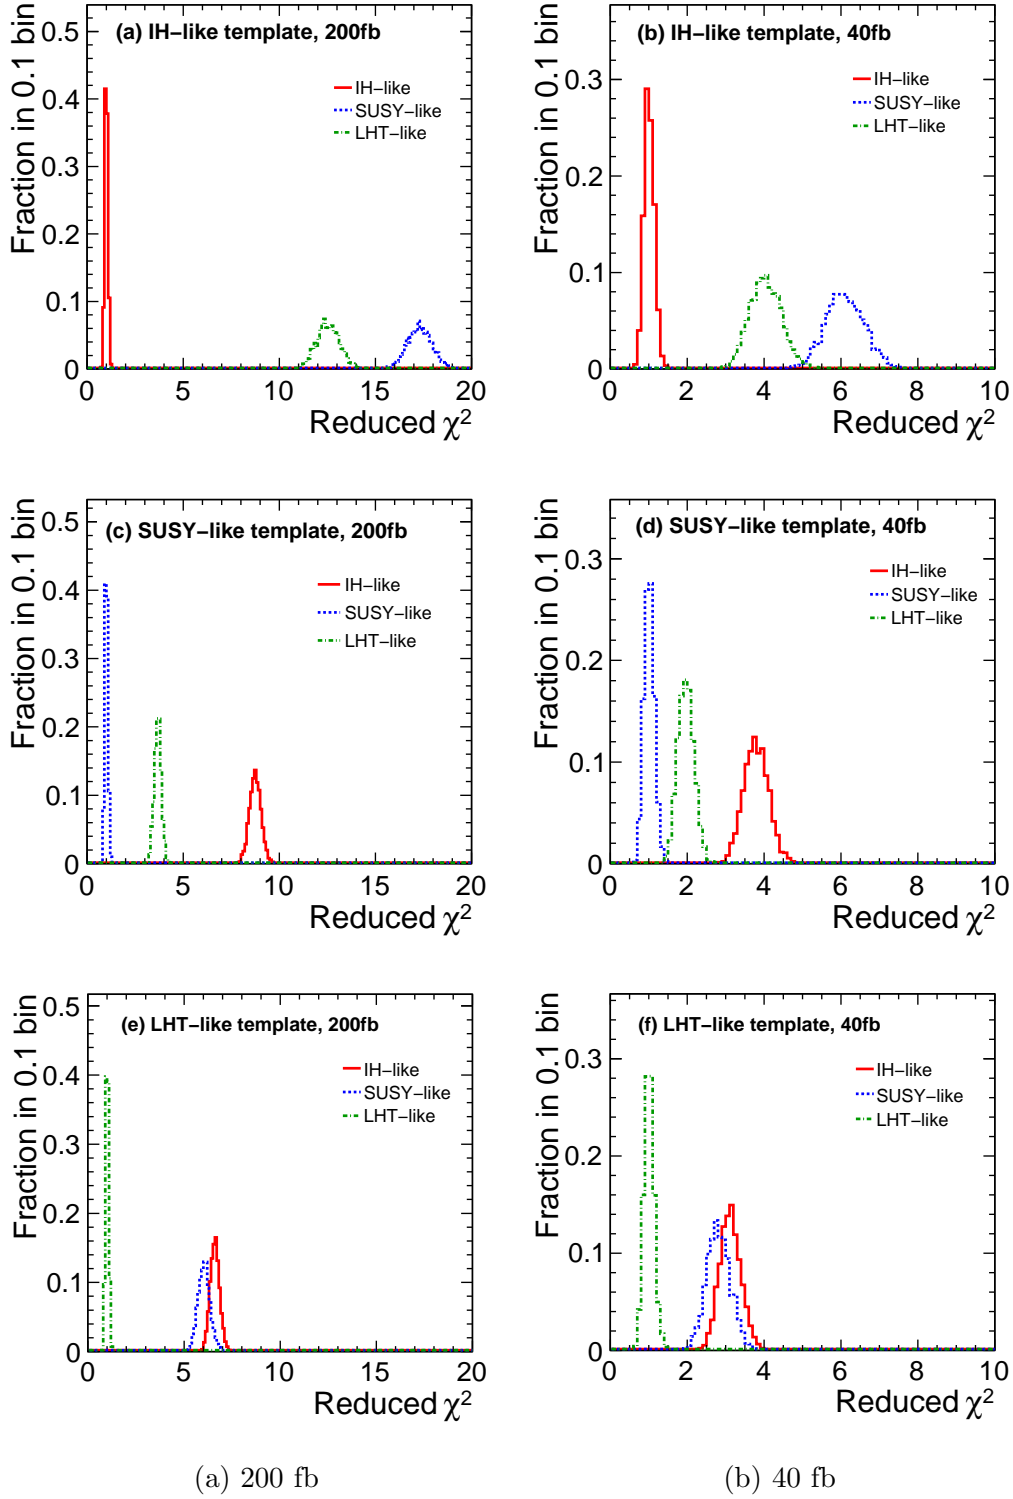 (a) IH-like template, 200fb
IH-like
SUSY-like
LHT-like
Fraction in 0.1 bin
0.5
0.4
0.3
0.2
0.1
0
0 5 10 15 20
Reduced χ²
(b) IH-like template, 40fb
IH-like
SUSY-like
LHT-like
Fraction in 0.1 bin
0.3
0.2
0.1
0
0 2 4 6 8 10
Reduced χ²
(c) SUSY-like template, 200fb
IH-like
SUSY-like
LHT-like
Fraction in 0.1 bin
0.5
0.4
0.3
0.2
0.1
0
0 5 10 15 20
Reduced χ²
(d) SUSY-like template, 40fb
IH-like
SUSY-like
LHT-like
Fraction in 0.1 bin
0.3
0.2
0.1
0
0 2 4 6 8 10
Reduced χ²
(e) LHT-like template, 200fb
IH-like
SUSY-like
LHT-like
Fraction in 0.1 bin
0.5
0.4
0.3
0.2
0.1
0
0 5 10 15 20
Reduced χ²
(f) LHT-like template, 40fb
IH-like
SUSY-like
LHT-like
Fraction in 0.1 bin
0.3
0.2
0.1
0
0 2 4 6 8 10
Reduced χ²
(a) 200 fb
(b) 40 fb